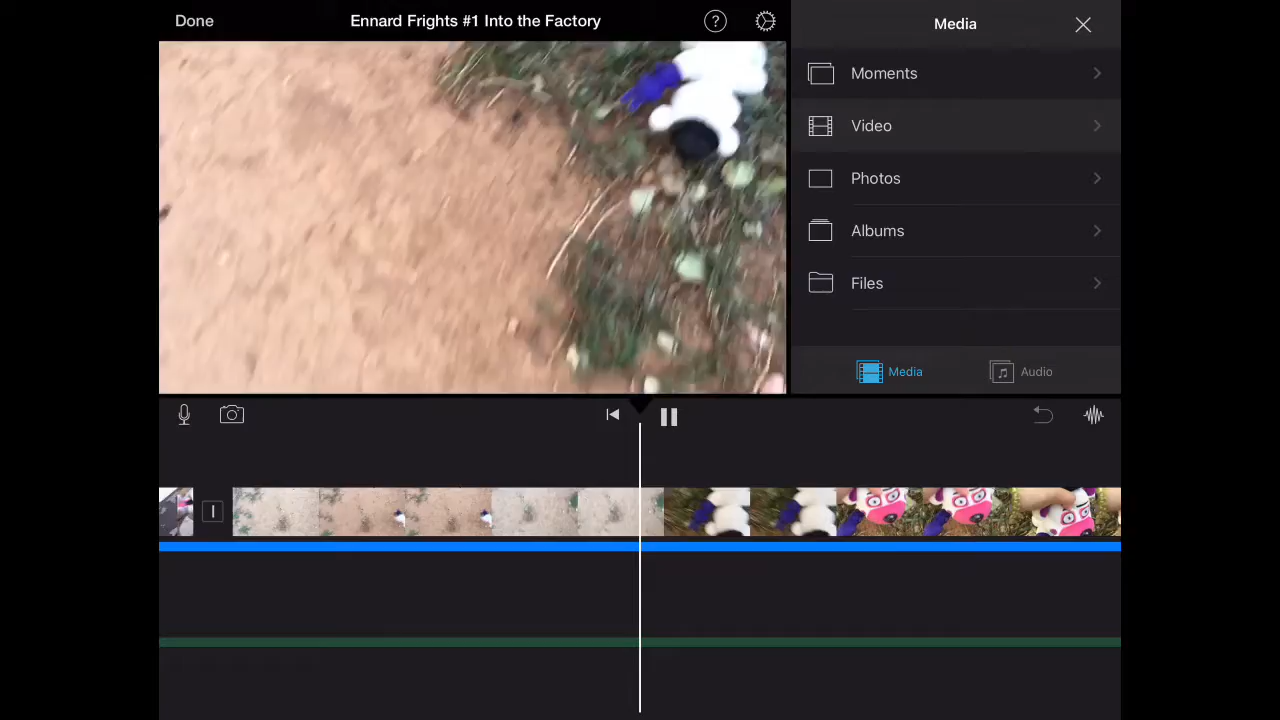 Done
Ennard Frights #1 Into the Factory
?
Media
Moments
Video
Photos
Albums
Files
Media
Audio